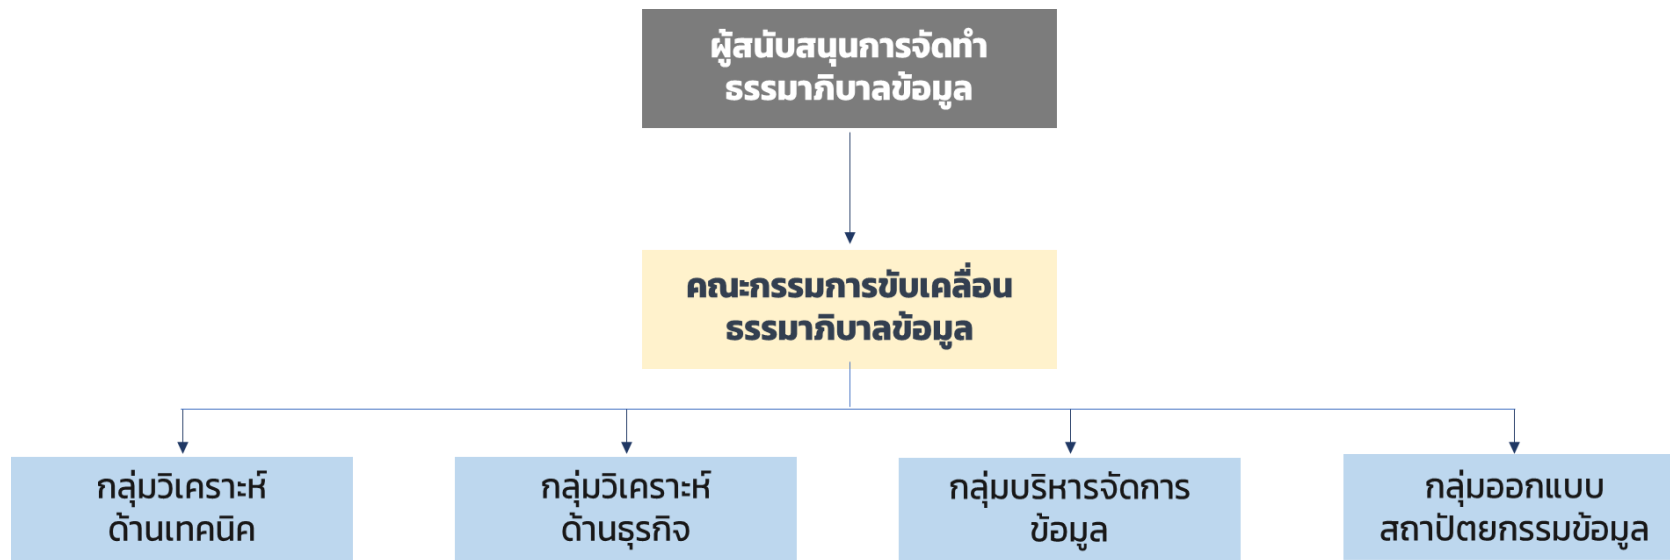 ผู้สนับสนุนการจัดทำ
ธรรมาภิบาลข้อมูล
คณะกรรมการขับเคลื่อน
ธรรมาภิบาลข้อมูล
กลุ่มวิเคราะห์
ด้านเทคนิค
กลุ่มวิเคราะห์
ด้านธุรกิจ
กลุ่มบริหารจัดการ
ข้อมูล
กลุ่มออกแบบ
สถาปัตยกรรมข้อมูล